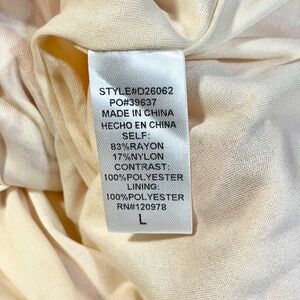 STYLE#D26062
PO#39637
MADE IN CHINA
HECHO EN CHINA
SELF:
83%RAYON
17%NYLON
CONTRAST:
100%POLYESTER
LINING:
100%POLYESTER
RN#120978
L